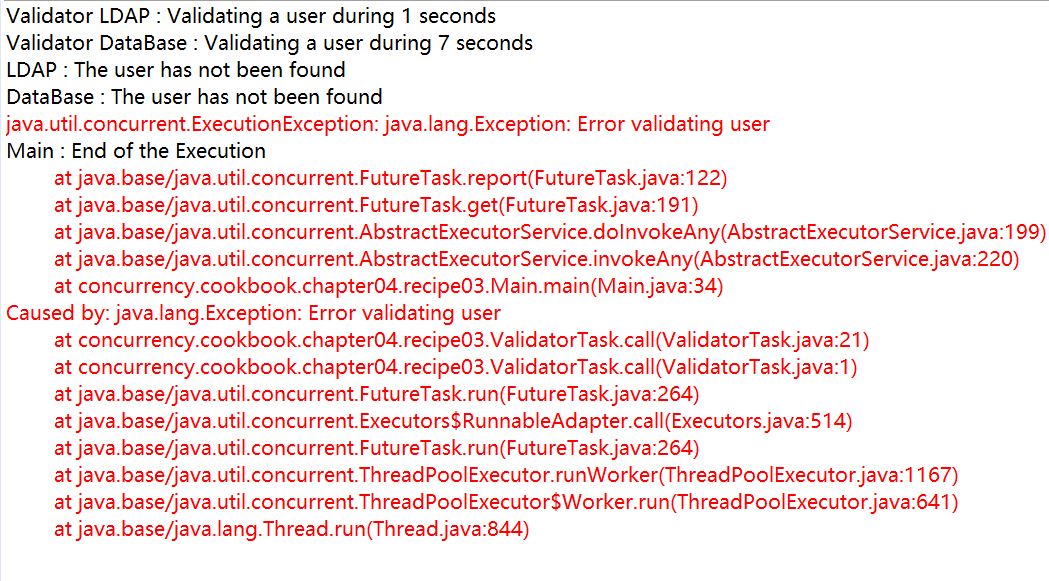 Validator LDAP : Validating a user during 1 seconds
Validator DataBase : Validating a user during 7 seconds
LDAP : The user has not been found
DataBase : The user has not been found
java.util.concurrent.ExecutionException: java.lang.Exception: Error validating user
Main : End of the Execution
at java.base/java.util.concurrent.FutureTask.report(FutureTask.java:122)
at java.base/java.util.concurrent.FutureTask.get(FutureTask.java:191)
at java.base/java.util.concurrent.AbstractExecutorService.doInvokeAny(AbstractExecutorService.java:199)
at java.base/java.util.concurrent.AbstractExecutorService.invokeAny(AbstractExecutorService.java:220)
at concurrency.cookbook.chapter04.recipe03.Main.main(Main.java:34)
Caused by: java.lang.Exception: Error validating user
at concurrency.cookbook.chapter04.recipe03.ValidatorTask.call(ValidatorTask.java:21)
at concurrency.cookbook.chapter04.recipe03.ValidatorTask.call(ValidatorTask.java:1)
at java.base/java.util.concurrent.FutureTask.run(FutureTask.java:264)
at java.base/java.util.concurrent.Executors$RunnableAdapter.call(Executors.java:514)
at java.base/java.util.concurrent.FutureTask.run(FutureTask.java:264)
at java.base/java.util.concurrent.ThreadPoolExecutor.runWorker(ThreadPoolExecutor.java:1167)
at java.base/java.util.concurrent.ThreadPoolExecutor$Worker.run(ThreadPoolExecutor.java:641)
at java.base/java.lang.Thread.run(Thread.java:844)